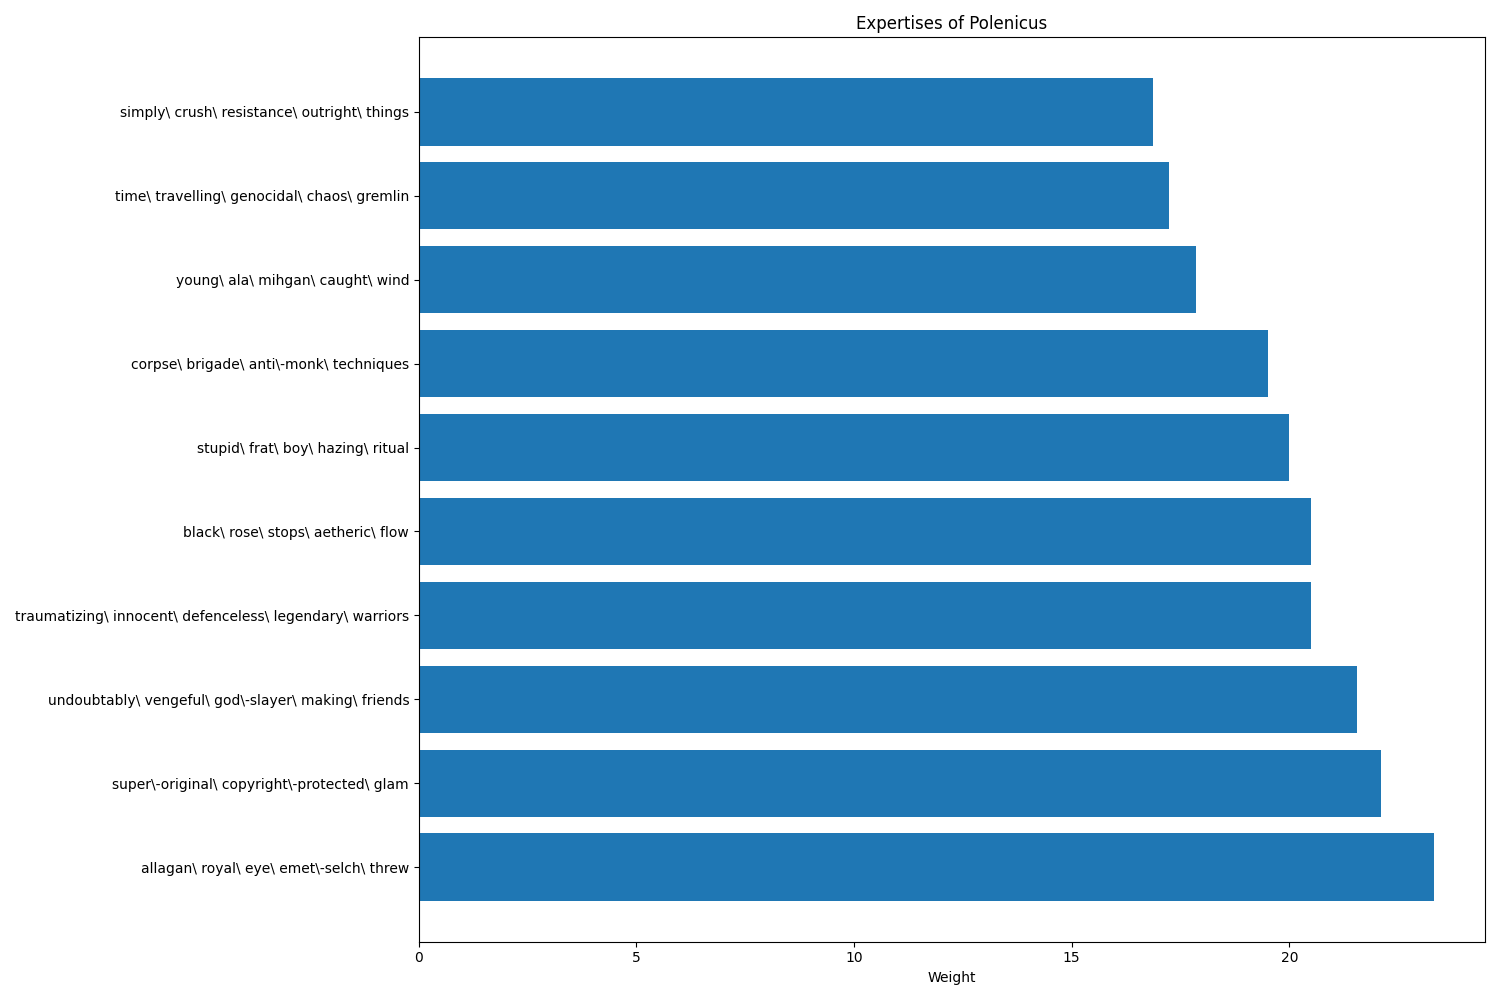 Expertises of Polenicus
simply\ crush\ resistance\ outright\ things
time\ travelling\ genocidal\ chaos\ gremlin
young\ ala\ mihgan\ caught\ wind
corpse\ brigade\ anti\-monk\ techniques
stupid\ frat\ boy\ hazing\ ritual
black\ rose\ stops\ aetheric\ flow
traumatizing\ innocent\ defenceless\ legendary\ warriors
undoubtably\ vengeful\ god\-slayer\ making\ friends
super\-original\ copyright\-protected\ glam
allagan\ royal\ eye\ emet\-selch\ threw
0 5 10 15 20
Weight